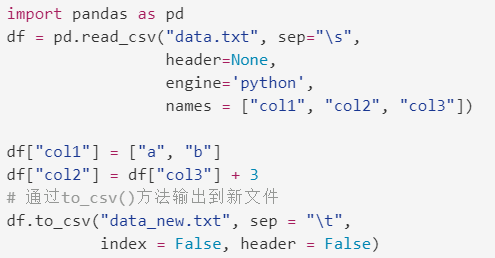 import pandas as pd
df = pd.read_csv("data.txt", sep="\s",
                 header=None,
                 engine='python',
                 names = ["col1", "col2", "col3"])

df["col1"] = ["a", "b"]
df["col2"] = df["col3"] + 3
# 通过to_csv()方法输出到新文件
df.to_csv("data_new.txt", sep = "\t",
          index = False, header = False)